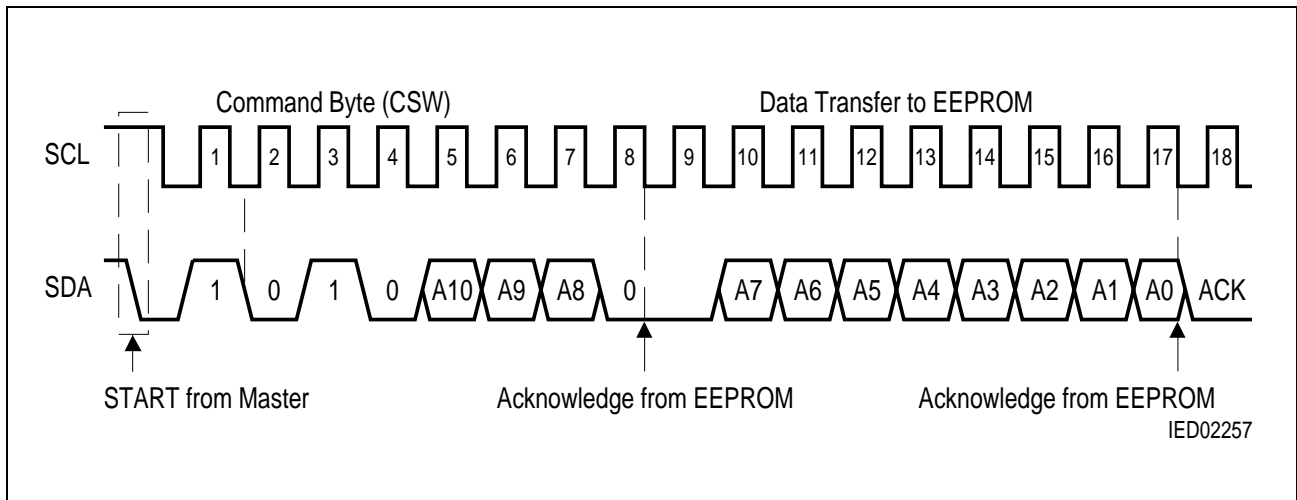 Command Byte (CSW) Data Transfer to EEPROM
SCL 1 2 3 4 5 6 7 8 9 10 11 12 13 14 15 16 17 18
SDA 1 0 1 0 A10 A9 A8 0 A7 A6 A5 A4 A3 A2 A1 A0 ACK
START from Master Acknowledge from EEPROM Acknowledge from EEPROM
IED02257